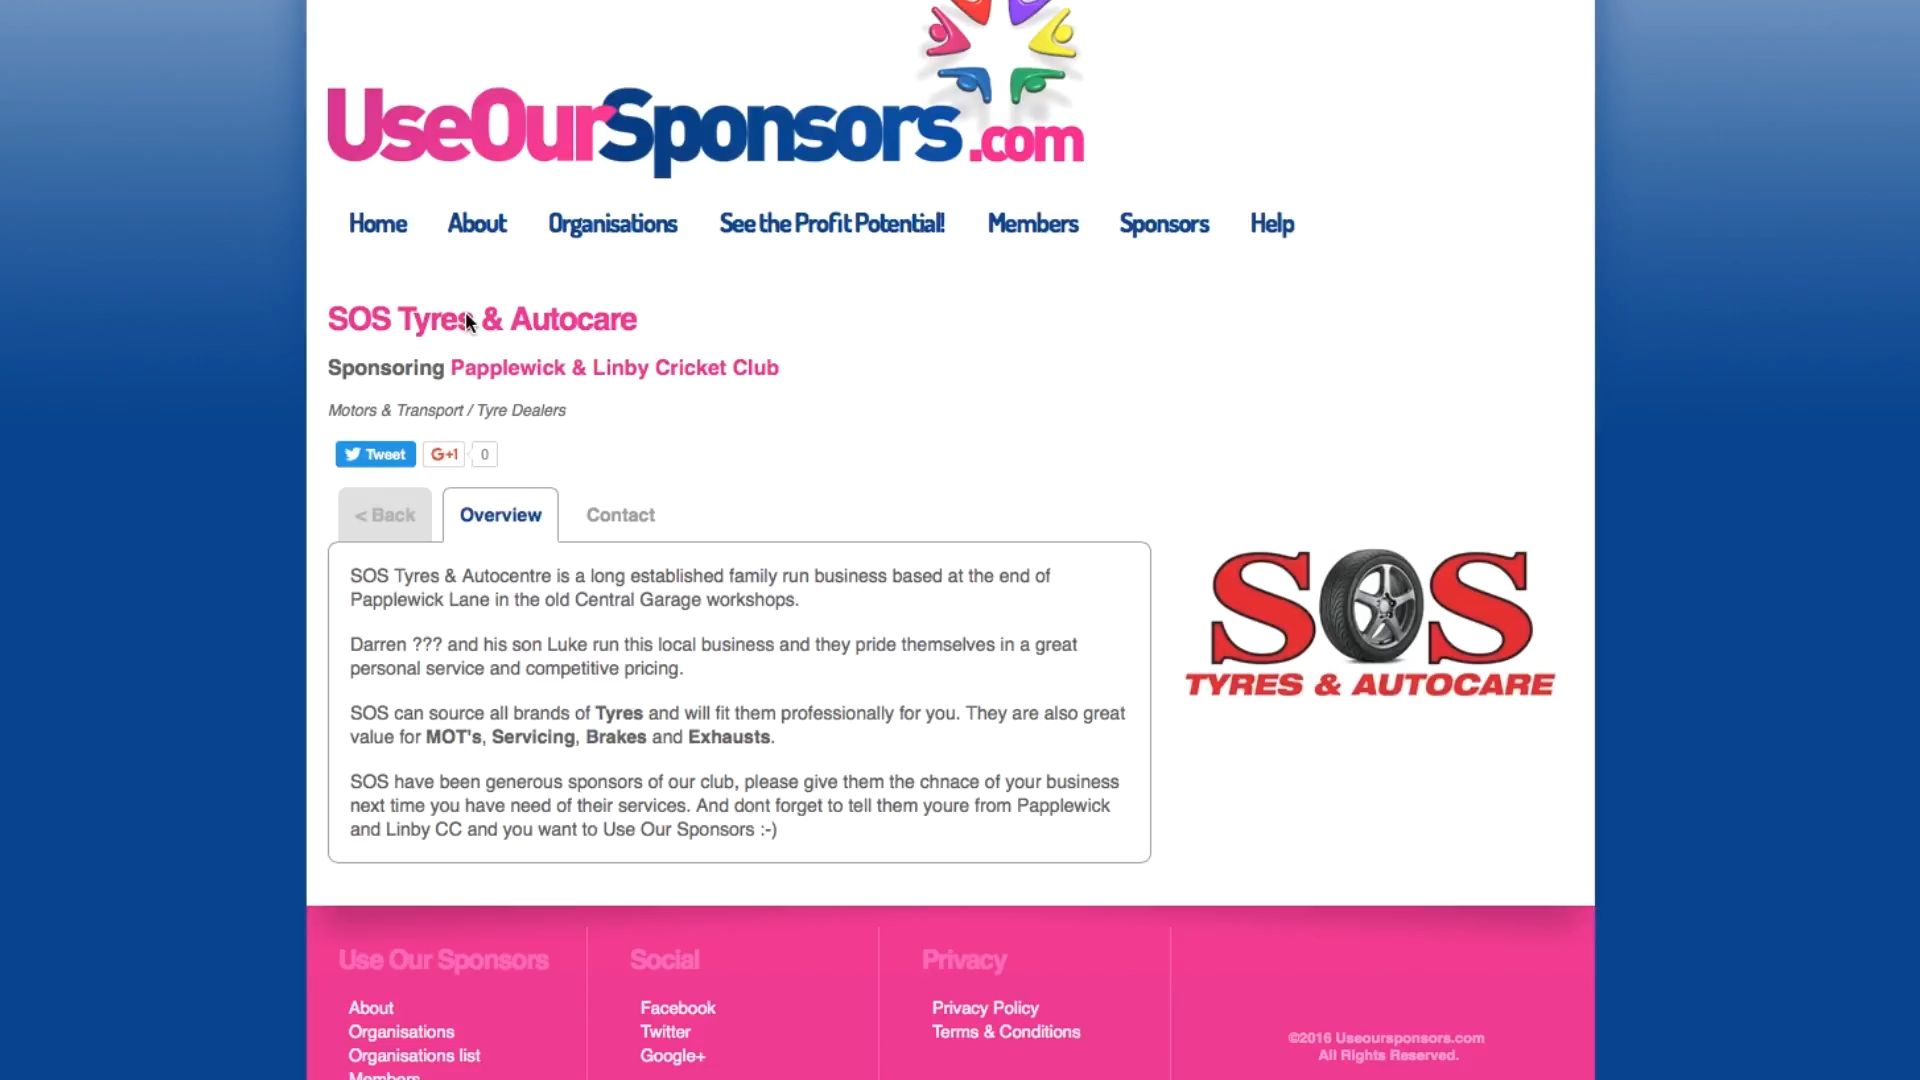 UseOurSponsors.com
Home About Organisations See the Profit Potential! Members Sponsors Help
SOS Tyres & Autocare
Sponsoring Papplewick & Linby Cricket Club
Motors & Transport / Tyre Dealers
Tweet G+1 0
< Back Overview Contact
SOS Tyres & Autocentre is a long established family run business based at the end of
Papplewick Lane in the old Central Garage workshops.
Darren ??? and his son Luke run this local business and they pride themselves in a great
personal service and competitive pricing.
SOS can source all brands of Tyres and will fit them professionally for you. They are also great
value for MOT's, Servicing, Brakes and Exhausts.
SOS have been generous sponsors of our club, please give them the chnace of your business
next time you have need of their services. And dont forget to tell them youre from Papplewick
and Linby CC and you want to Use Our Sponsors :-)
SOS
TYRES & AUTOCARE
Use Our Sponsors
About
Organisations
Organisations list
Members
Social
Facebook
Twitter
Google+
Privacy
Privacy Policy
Terms & Conditions
©2016 Useoursponsors.com
All Rights Reserved.